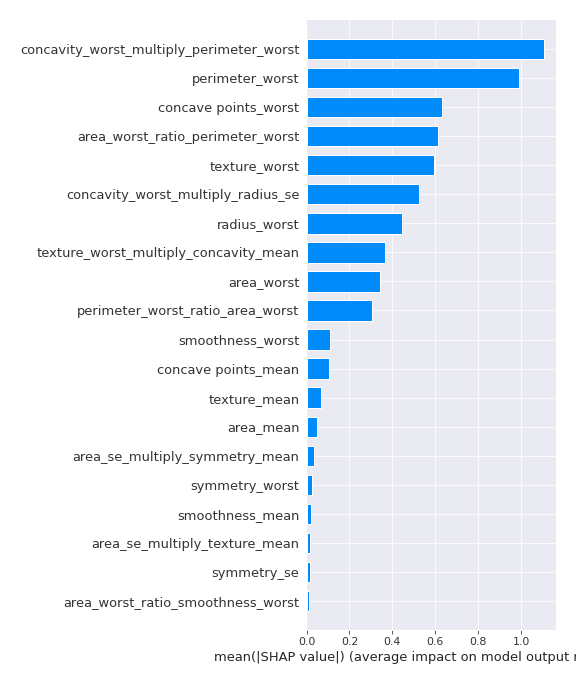 concavity_worst_multiply_perimeter_worst
perimeter_worst
concave points_worst
area_worst_ratio_perimeter_worst
texture_worst
concavity_worst_multiply_radius_se
radius_worst
texture_worst_multiply_concavity_mean
area_worst
perimeter_worst_ratio_area_worst
smoothness_worst
concave points_mean
texture_mean
area_mean
area_se_multiply_symmetry_mean
symmetry_worst
smoothness_mean
area_se_multiply_texture_mean
symmetry_se
area_worst_ratio_smoothness_worst
0.0 0.2 0.4 0.6 0.8 1.0
mean(|SHAP value|) (average impact on model output